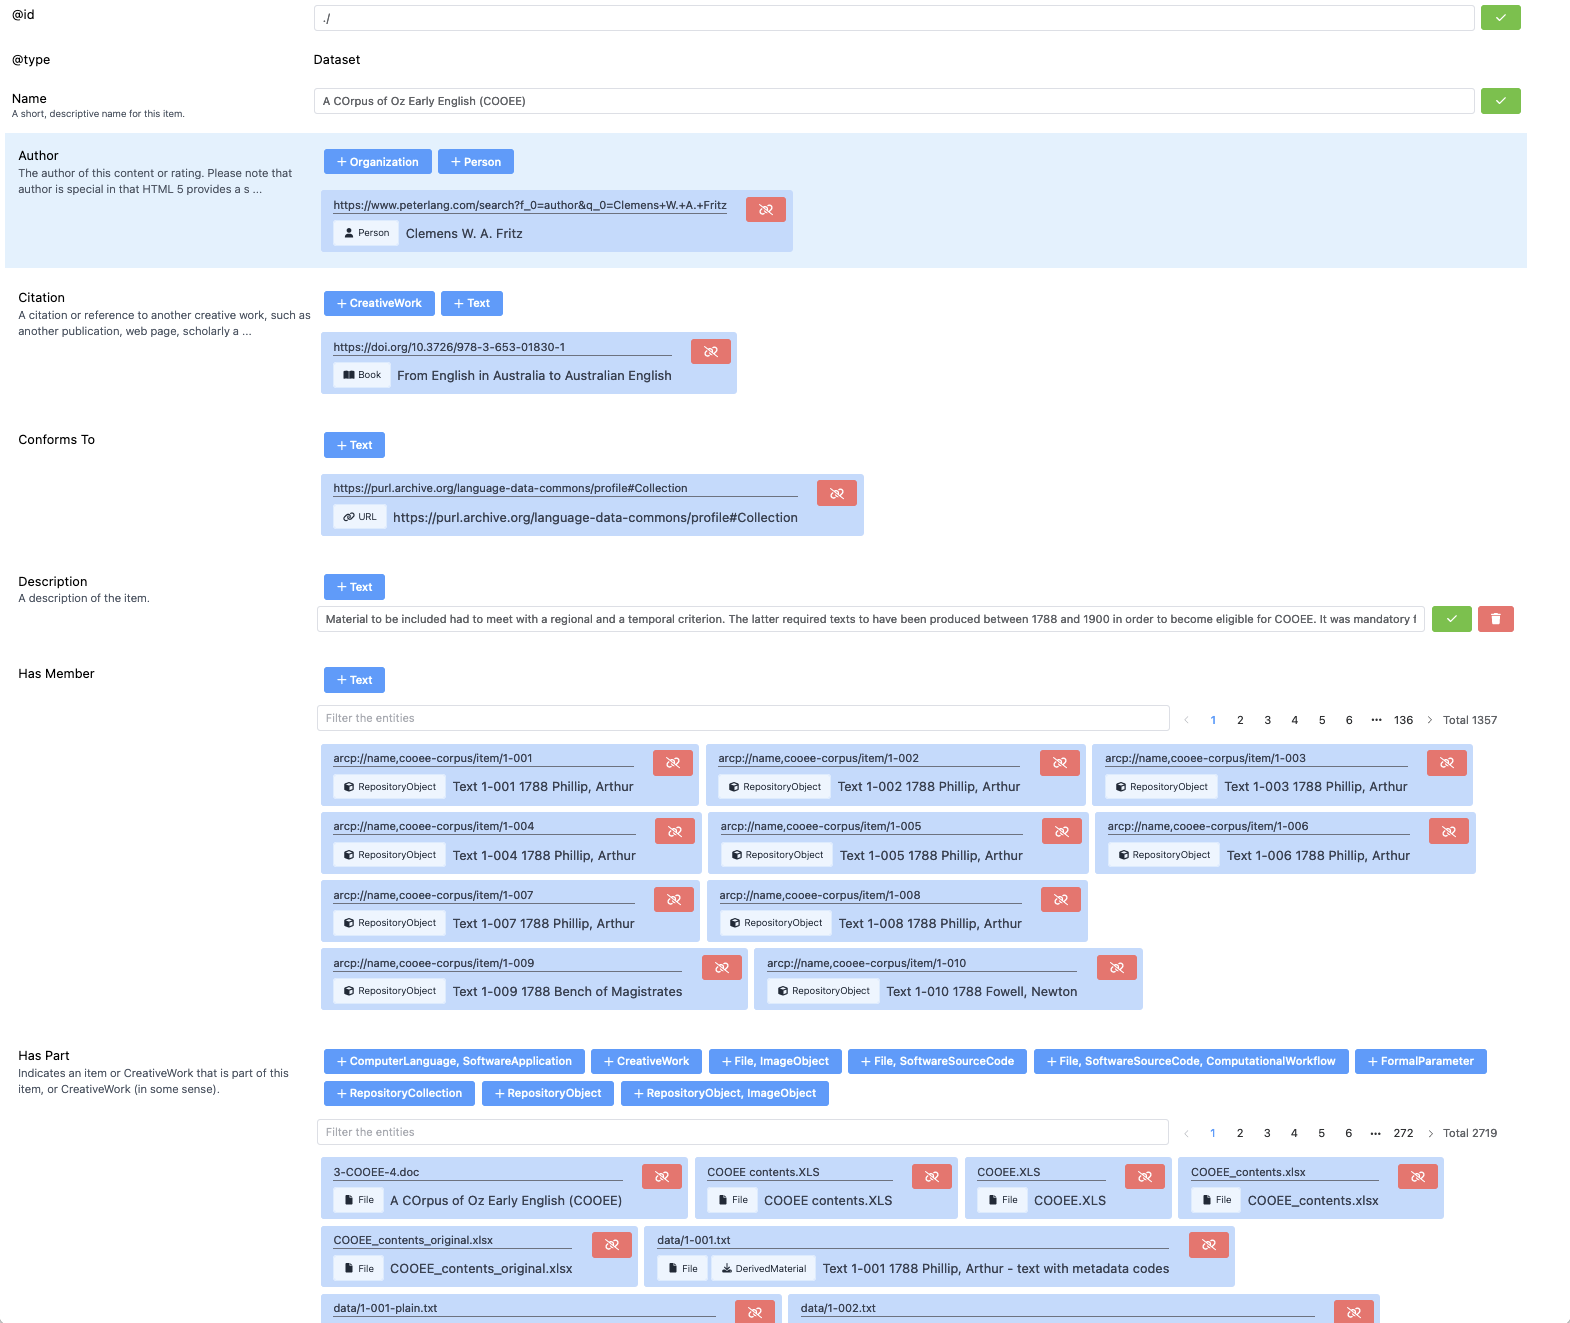 @id
./
@type
Dataset
Name
A short, descriptive name for this item.
A COrpus of Oz Early English (COOEE)
Author
The author of this content or rating. Please note that
author is special in that HTML 5 provides a s ...
+ Organization + Person
https://www.peterlang.com/search?f_0=author&q_0=Clemens+W.+A.+Fritz
Person Clemens W. A. Fritz
Citation
A citation or reference to another creative work, such as
another publication, web page, scholarly a ...
+ CreativeWork + Text
https://doi.org/10.3726/978-3-653-01830-1
Book From English in Australia to Australian English
Conforms To
+ Text
https://purl.archive.org/language-data-commons/profile#Collection
URL https://purl.archive.org/language-data-commons/profile#Collection
Description
A description of the item.
+ Text
Material to be included had to meet with a regional and a temporal criterion. The latter required texts to have been produced between 1788 and 1900 in order to become eligible for COOEE. It was mandatory f
Has Member
+ Text
Filter the entities
1 2 3 4 5 6 ••• 136 Total 1357
arcp://name,cooee-corpus/item/1-001
RepositoryObject Text 1-001 1788 Phillip, Arthur
arcp://name,cooee-corpus/item/1-002
RepositoryObject Text 1-002 1788 Phillip, Arthur
arcp://name,cooee-corpus/item/1-003
RepositoryObject Text 1-003 1788 Phillip, Arthur
arcp://name,cooee-corpus/item/1-004
RepositoryObject Text 1-004 1788 Phillip, Arthur
arcp://name,cooee-corpus/item/1-005
RepositoryObject Text 1-005 1788 Phillip, Arthur
arcp://name,cooee-corpus/item/1-006
RepositoryObject Text 1-006 1788 Phillip, Arthur
arcp://name,cooee-corpus/item/1-007
RepositoryObject Text 1-007 1788 Phillip, Arthur
arcp://name,cooee-corpus/item/1-008
RepositoryObject Text 1-008 1788 Phillip, Arthur
arcp://name,cooee-corpus/item/1-009
RepositoryObject Text 1-009 1788 Bench of Magistrates
arcp://name,cooee-corpus/item/1-010
RepositoryObject Text 1-010 1788 Fowell, Newton
Has Part
Indicates an item or CreativeWork that is part of this
item, or CreativeWork (in some sense).
+ ComputerLanguage, SoftwareApplication + CreativeWork + File, ImageObject + File, SoftwareSourceCode + File, SoftwareSourceCode, ComputationalWorkflow + FormalParameter
+ RepositoryCollection + RepositoryObject + RepositoryObject, ImageObject
Filter the entities
1 2 3 4 5 6 ••• 272 Total 2719
3-COOEE-4.doc
File A COrpus of Oz Early English (COOEE)
COOEE contents.XLS
File COOEE contents.XLS
COOEE.XLS
File COOEE.XLS
COOEE_contents.xlsx
File COOEE_contents.xlsx
COOEE_contents_original.xlsx
File COOEE_contents_original.xlsx
data/1-001.txt
File DerivedMaterial Text 1-001 1788 Phillip, Arthur - text with metadata codes
data/1-001-plain.txt
data/1-002.txt